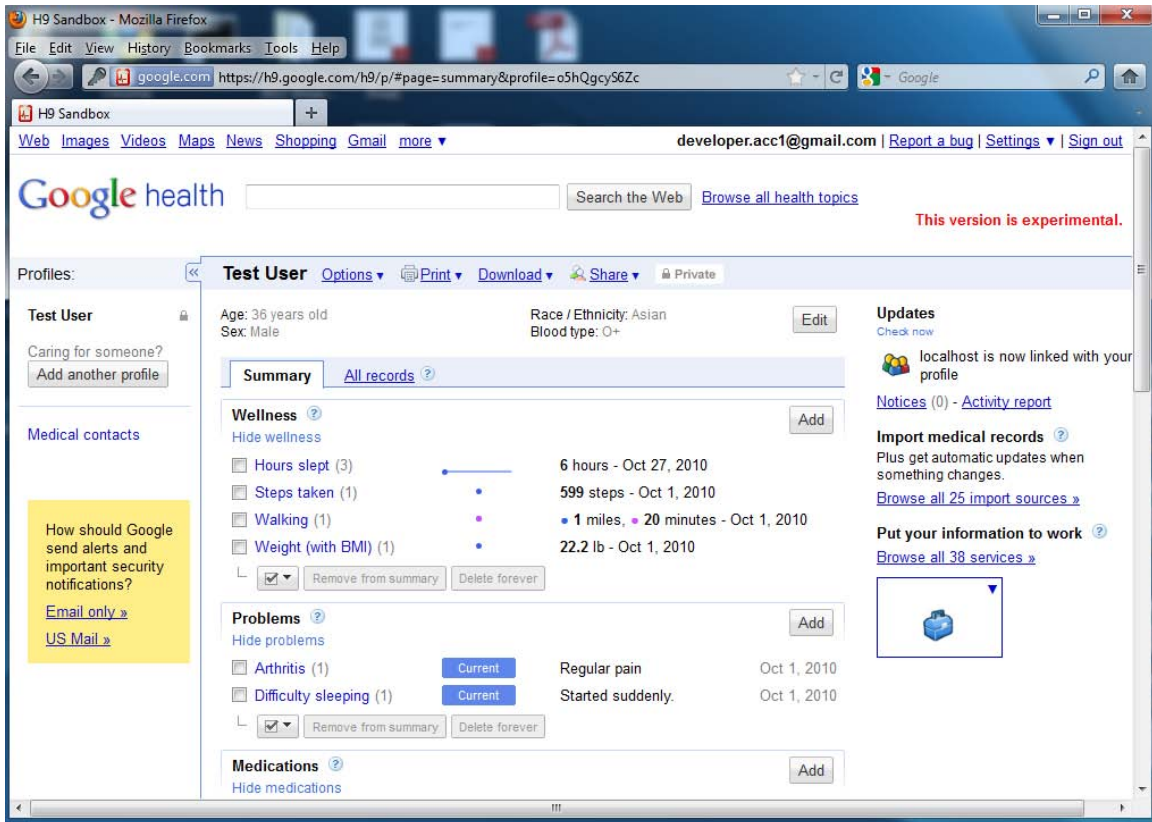 H9 Sandbox - Mozilla Firefox
File Edit View History Bookmarks Tools Help
google.com https://h9.google.com/h9/p/#page=summary&profile=o5hQgcyS6Zc Google
H9 Sandbox +
Web Images Videos Maps News Shopping Gmail more ▼ developer.acc1@gmail.com | Report a bug | Settings ▼ | Sign out
Google health Search the Web Browse all health topics
This version is experimental.
Profiles: « Test User Options ▼ Print ▼ Download ▼ Share ▼ Private
Test User
Caring for someone?
Add another profile
Medical contacts
How should Google
send alerts and
important security
notifications?
Email only »
US Mail »
Age: 36 years old Race / Ethnicity: Asian Edit
Sex: Male Blood type: O+
Summary All records ?
Wellness ? Add
Hide wellness
Hours slept (3) 6 hours - Oct 27, 2010
Steps taken (1) 599 steps - Oct 1, 2010
Walking (1) 1 miles, 20 minutes - Oct 1, 2010
Weight (with BMI) (1) 22.2 lb - Oct 1, 2010
Remove from summary Delete forever
Problems ? Add
Hide problems
Arthritis (1) Current Regular pain Oct 1, 2010
Difficulty sleeping (1) Current Started suddenly. Oct 1, 2010
Remove from summary Delete forever
Medications ? Add
Hide medications
Updates
Check now
localhost is now linked with your
profile
Notices (0) - Activity report
Import medical records ?
Plus get automatic updates when
something changes.
Browse all 25 import sources »
Put your information to work ?
Browse all 38 services »